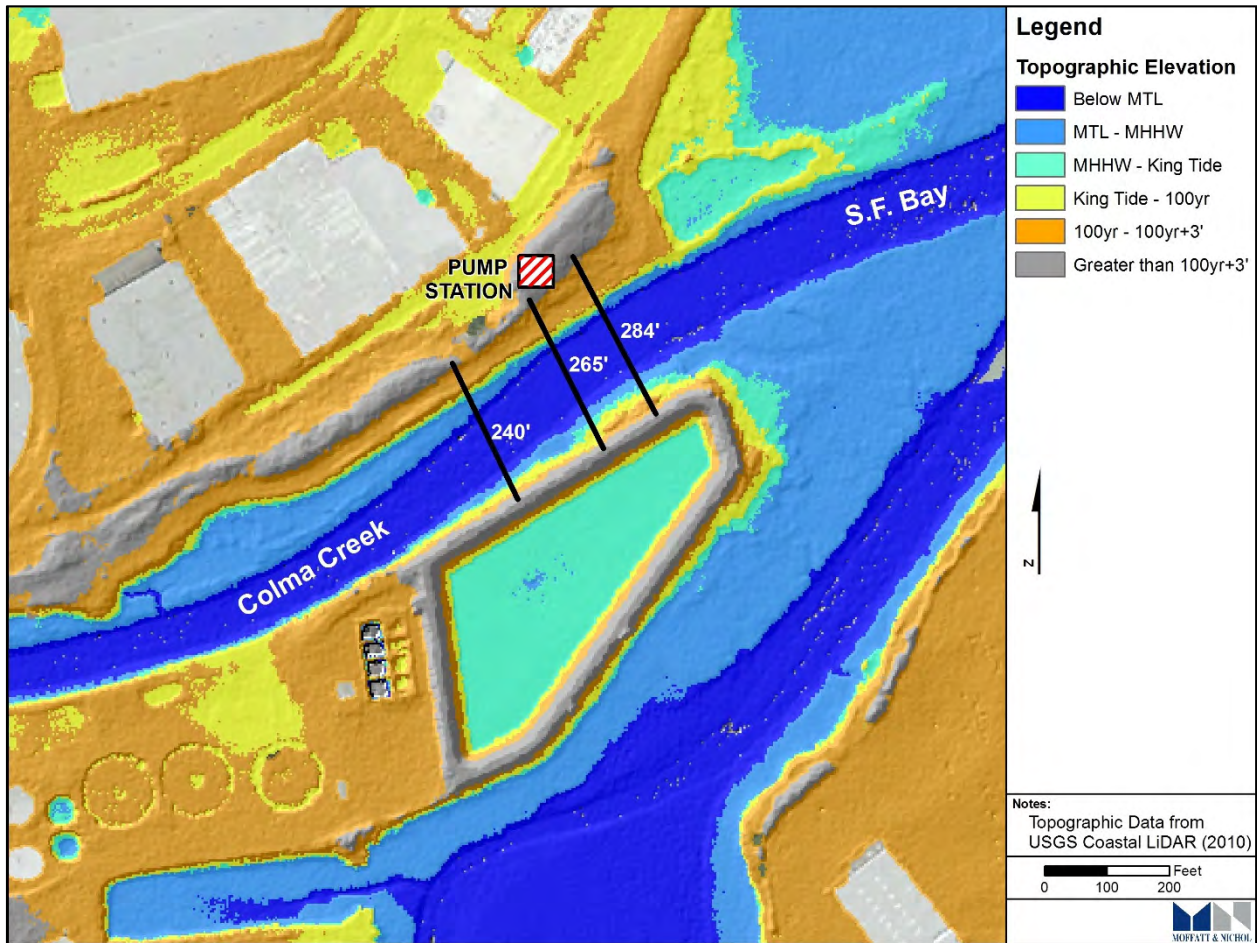 S.F. Bay
PUMP
STATION
284'
265'
240'
Colma Creek
Legend
Topographic Elevation
Below MTL
MTL - MHHW
MHHW - King Tide
King Tide - 100yr
100yr - 100yr+3'
Greater than 100yr+3'
N
Notes:
Topographic Data from
USGS Coastal LiDAR (2010)
Feet
0 100 200
MOFFATT & NICHOL